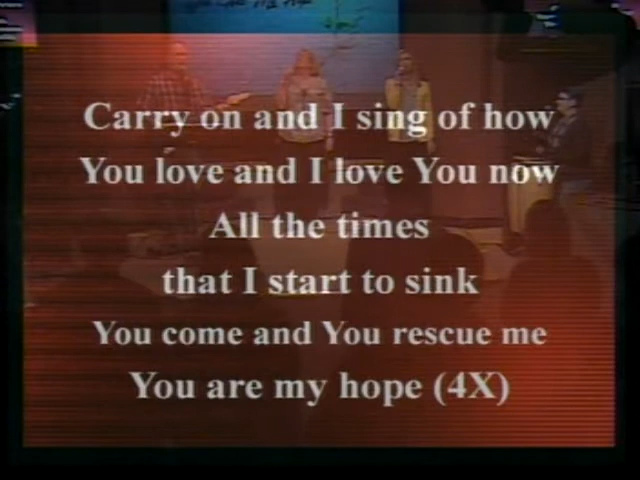 Carry on and I sing of how
You love and I love You now
All the times
that I start to sink
You come and You rescue me
You are my hope (4X)